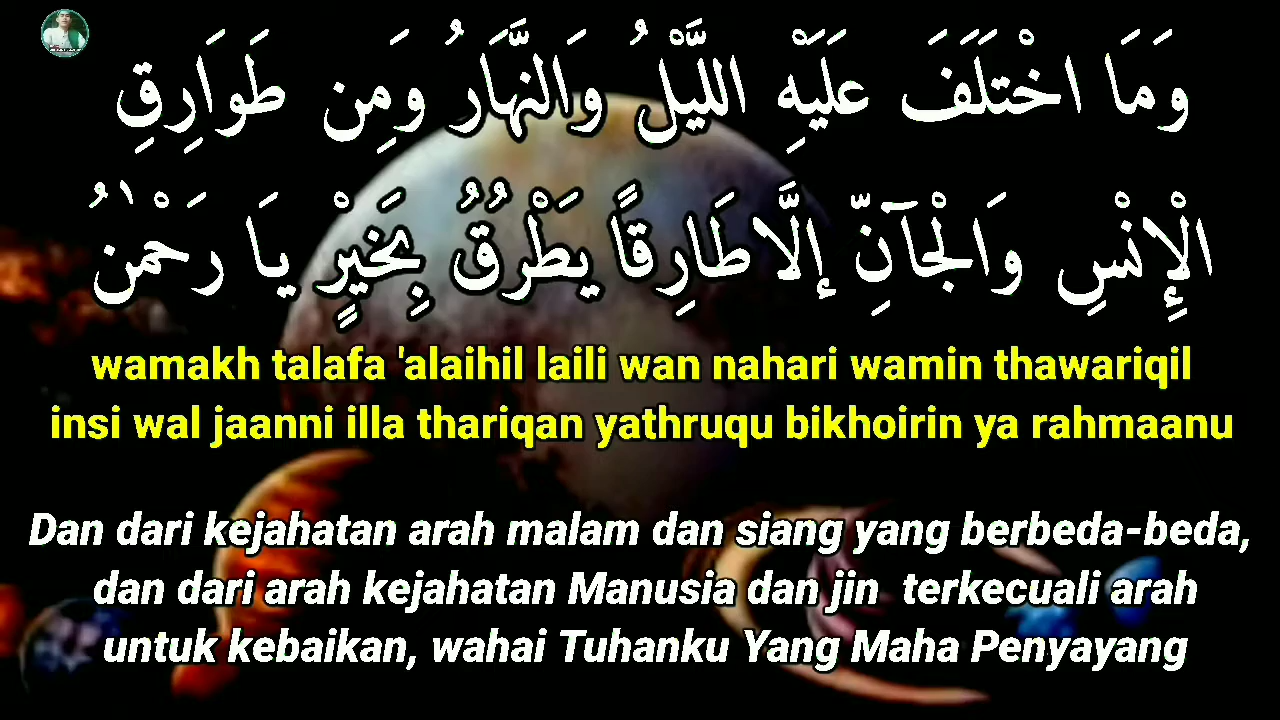 وَمَا اخْتَلَفَ عَلَيْهِ اللَّيْلُ وَالنَّهَارُ وَمِن طَوَارِقِ
الْإِنْسِ وَالْجَآنِّ إِلَّا طَارِقًا يَطْرُقُ بِخَيْرٍ يَا رَحْمٰنُ
wamakh talafa 'alaihil laili wan nahari wamin thawariqil
insi wal jaanni illa thariqan yathruqu bikhoirin ya rahmaanu
Dan dari kejahatan arah malam dan siang yang berbeda-beda,
dan dari arah kejahatan Manusia dan jin terkecuali arah
untuk kebaikan, wahai Tuhanku Yang Maha Penyayang